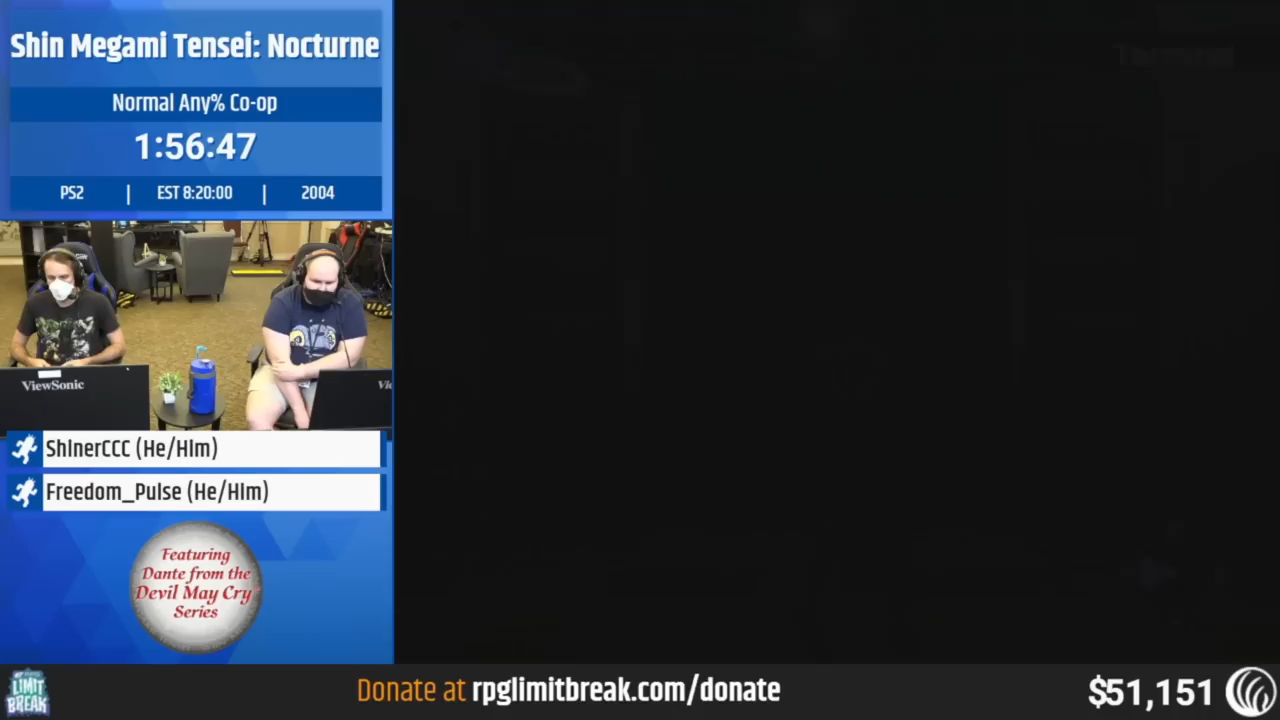 Shin Megami Tensei: Nocturne
Normal Any% Co-op
1:56:47
PS2 | EST 8:20:00 | 2004
ViewSonic
ShinerCCC (He/Him)
Freedom_Pulse (He/Him)
Featuring
Dante from the
Devil May Cry
Series
LIMIT
BREAK
Donate at rpglimitbreak.com/donate
$51,151